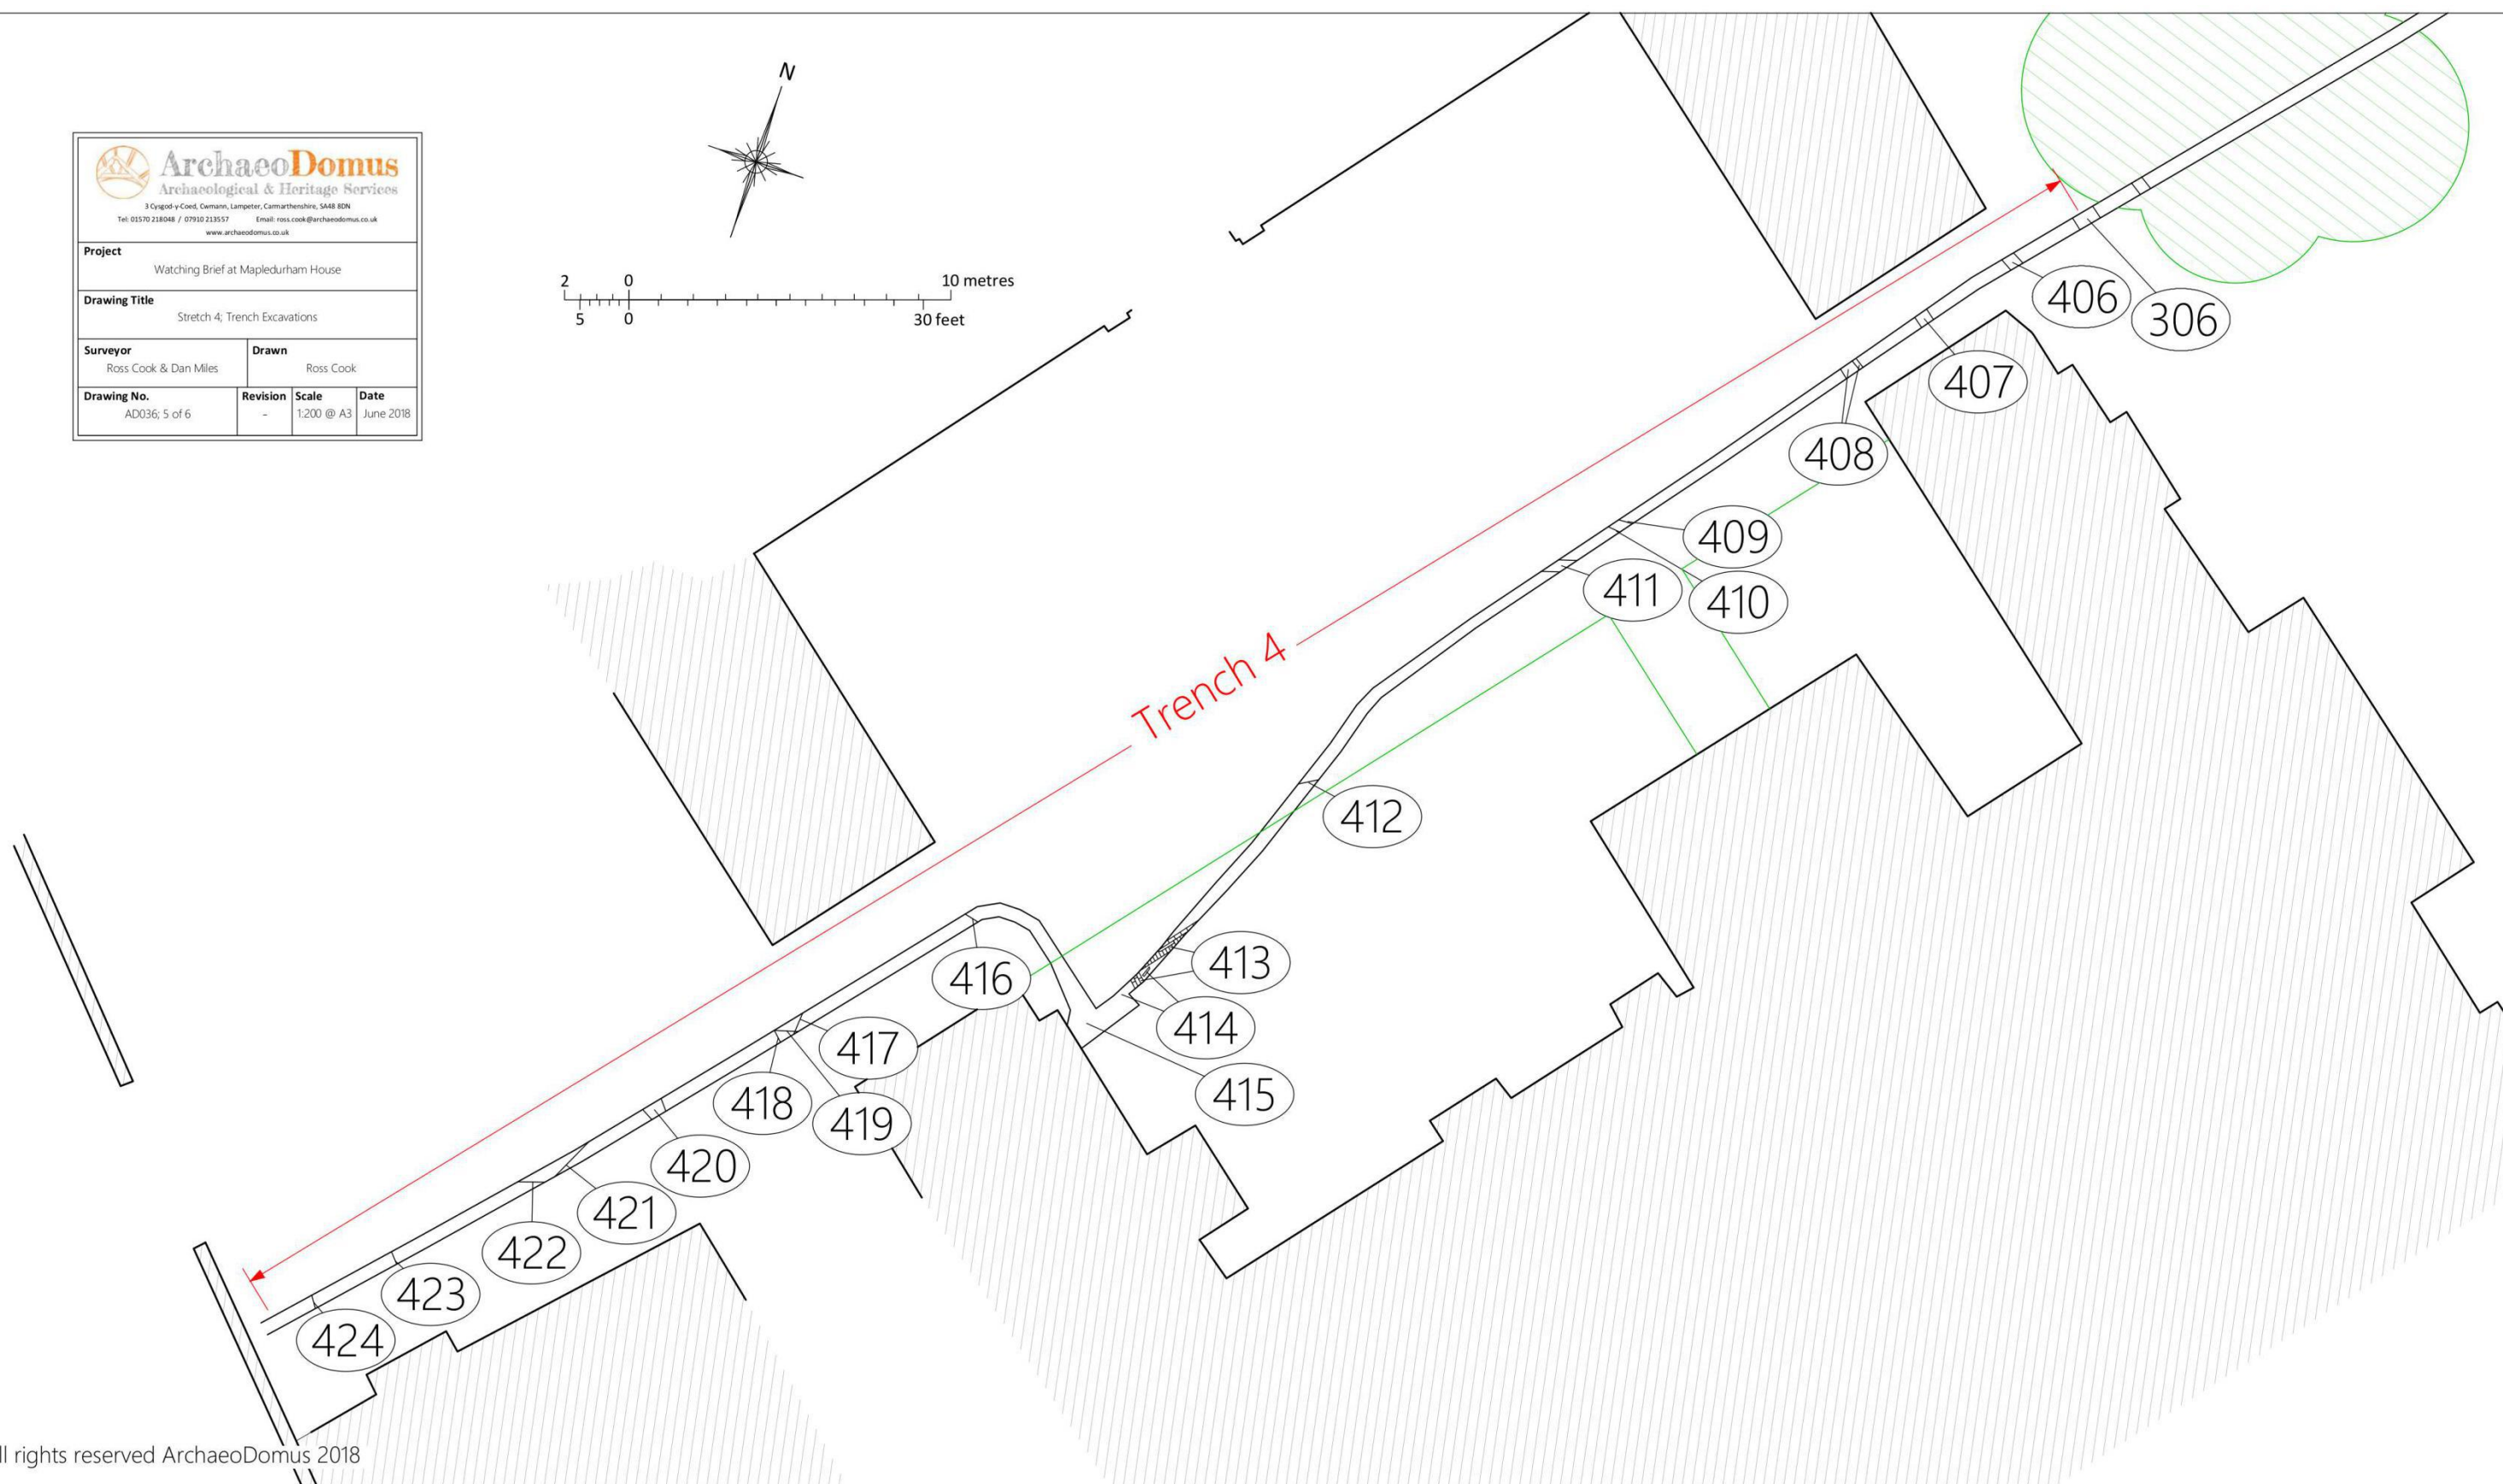 N
ArchaeoDomus
Archaeological & Heritage Services
3 Cysgod-y-Coed, Cwmann, Lampeter, Carmarthenshire, SA48 8DN
Tel: 01570 218048 / 07910 213557 Email: ross.cook@archaeodomus.co.uk
www.archaeodomus.co.uk
Project
Watching Brief at Mapledurham House
Drawing Title
Stretch 4; Trench Excavations
Surveyor Drawn
Ross Cook & Dan Miles Ross Cook
Drawing No. Revision Scale Date
AD036; 5 of 6 - 1:200 @ A3 June 2018
2 0 10 metres
5 0 30 feet
406
306
407
408
409
411
410
Trench 4
412
413
416
414
417
415
418
419
420
421
422
423
424
ll rights reserved ArchaeoDomus 2018